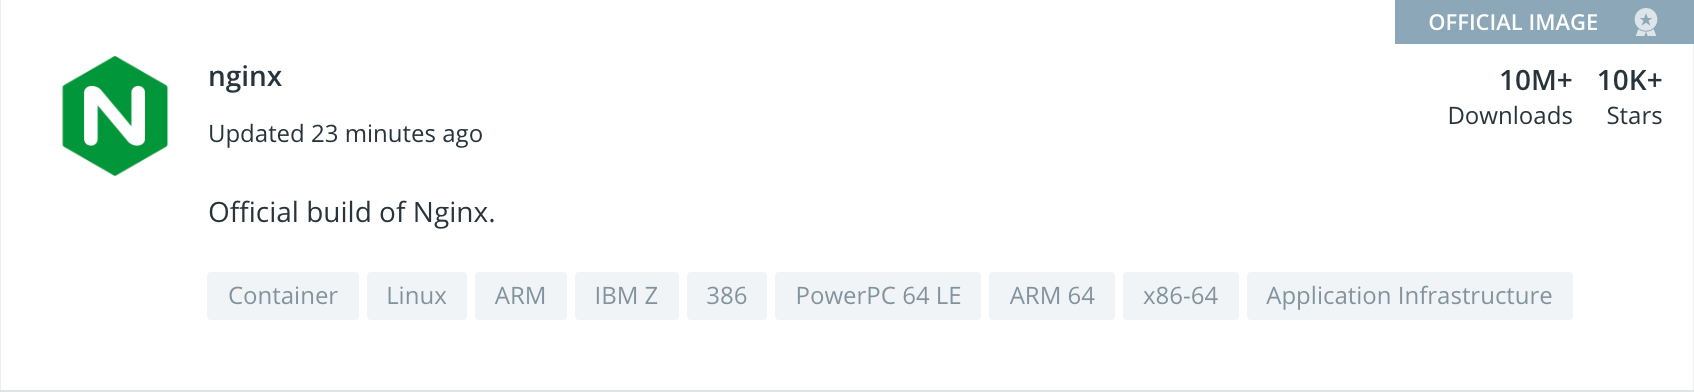 OFFICIAL IMAGE
nginx
10M+ 10K+
Downloads Stars
Updated 23 minutes ago
Official build of Nginx.
Container Linux ARM IBM Z 386 PowerPC 64 LE ARM 64 x86-64 Application Infrastructure